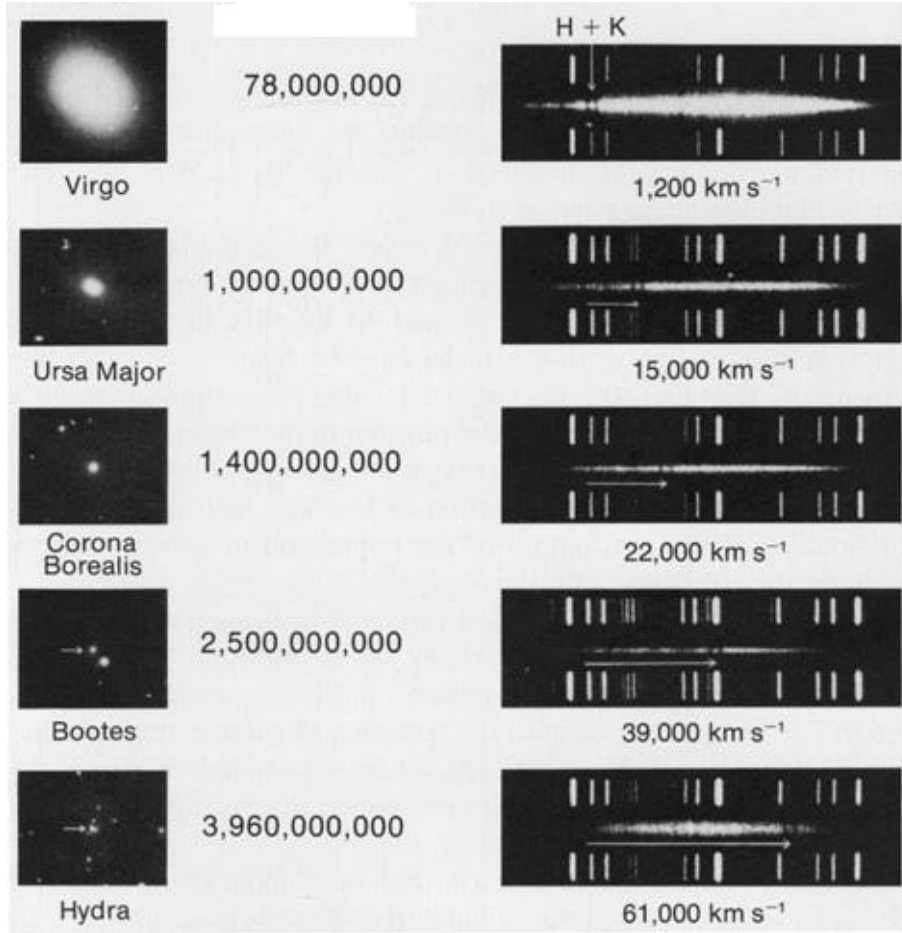 H + K
78,000,000
Virgo
1,200 km s⁻¹
1,000,000,000
Ursa Major
15,000 km s⁻¹
1,400,000,000
Corona
Borealis
22,000 km s⁻¹
2,500,000,000
Bootes
39,000 km s⁻¹
3,960,000,000
Hydra
61,000 km s⁻¹